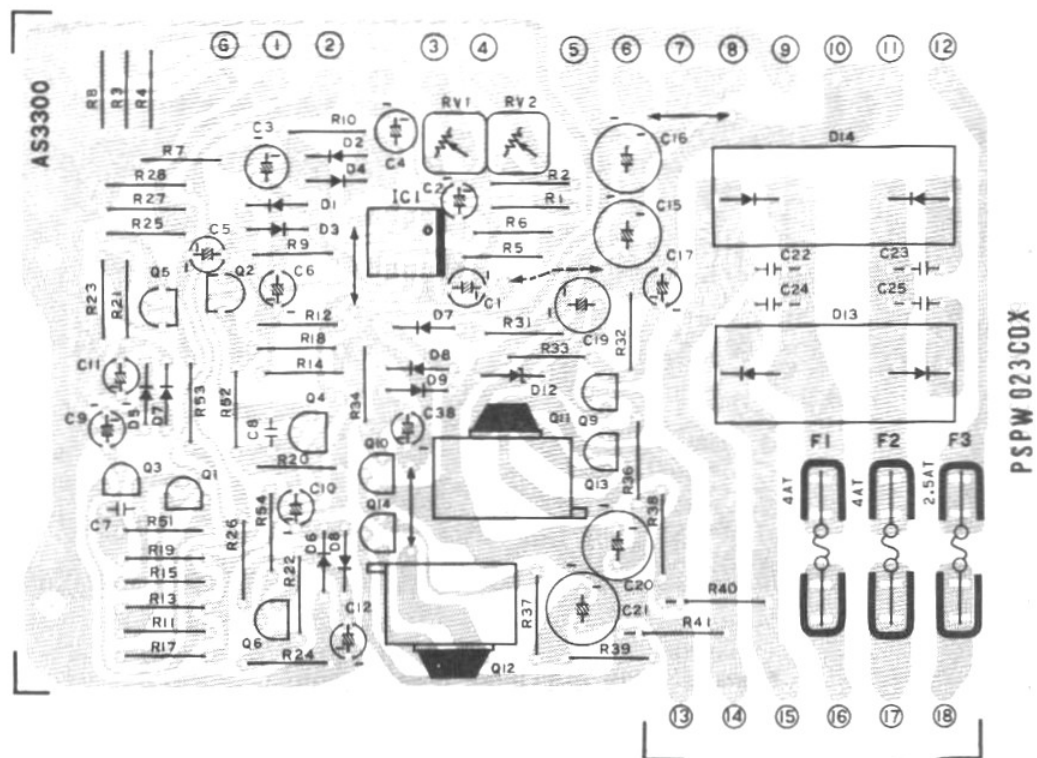 G 1 2 3 4 5 6 7 8 9 10 11 12
AS3300
R8 R3 R4
R10
C3
D2
C4
RV1 RV2
C16
D14
R7
D4
R28
R2
C2
IC1
R27
D1
R1
C15
R25
C5
D3
R6
R9
R5
C17
C22 C23
Q5 Q2 C6
C1
C24 C25
R23 R21
R12
D7
R31
C19
R32
D13
R18
R33
R14
D8
D9
D12
C11
R53 R52
R34
C9
D5 D7
C8
Q4
C38
Q11
Q9
F1 F2 F3
Q10
R20
Q3 Q1
Q13
R36
4AT 4AT 2.5AT
C10
C7
R51
R54
Q14
R38
R26
R19
D6 D8
R22
R15
C20
R13
C12
R37
C21
R40
R11
Q6
R41
R17
R24
Q12
R39
13 14 15 16 17 18
PSPW023COX